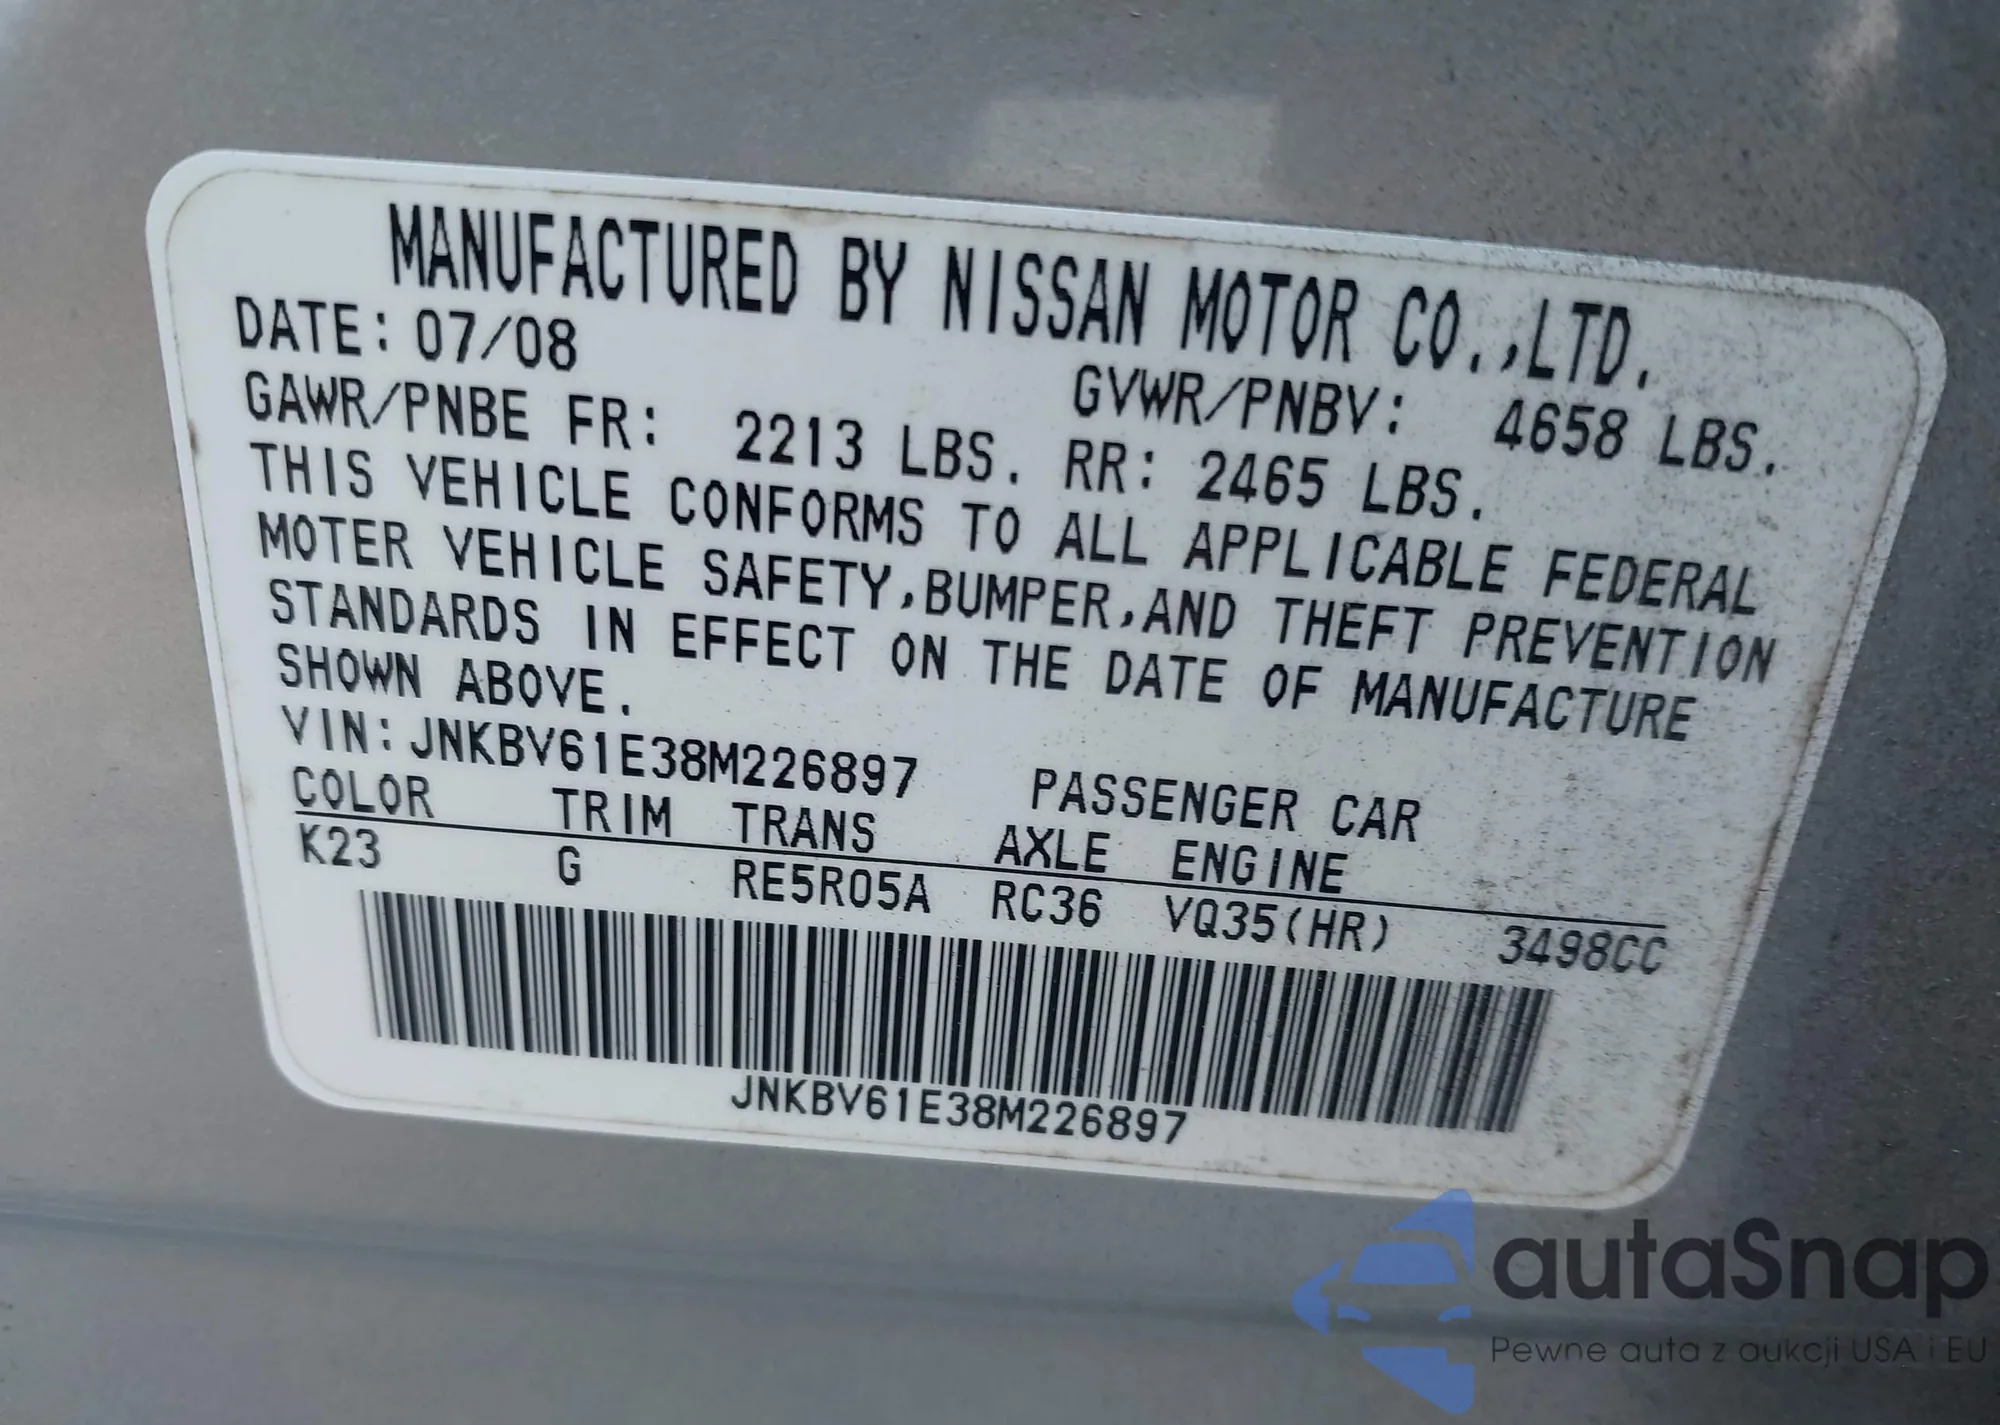 MANUFACTURED BY NISSAN MOTOR CO.,LTD.
DATE: 07/08 GVWR/PNBV: 4658 LBS.
GAWR/PNBE FR: 2213 LBS. RR: 2465 LBS.
THIS VEHICLE CONFORMS TO ALL APPLICABLE FEDERAL
MOTER VEHICLE SAFETY,BUMPER,AND THEFT PREVENTION
STANDARDS IN EFFECT ON THE DATE OF MANUFACTURE
SHOWN ABOVE.
VIN:JNKBV61E38M226897 PASSENGER CAR
COLOR TRIM TRANS AXLE ENGINE
K23 G RE5R05A RC36 VQ35(HR) 3498CC
JNKBV61E38M226897
autaSnap
Pewne auta z aukcji USA i EU